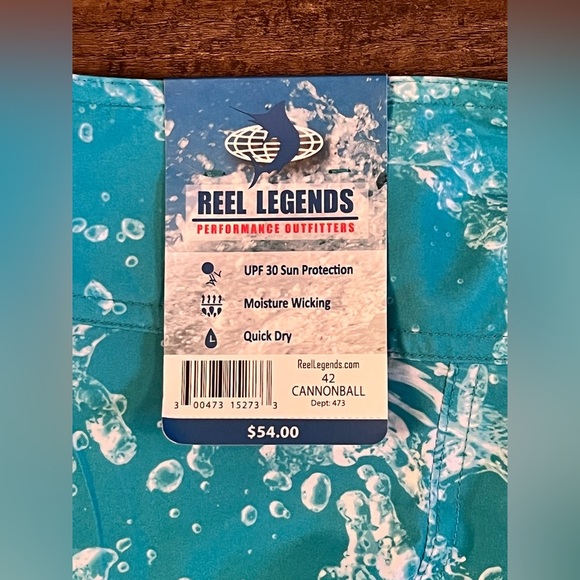 REEL LEGENDS
PERFORMANCE OUTFITTERS
UPF 30 Sun Protection
Moisture Wicking
Quick Dry
ReelLegends.com
42
CANNONBALL
Dept: 473
3 00473 15273 3
$54.00